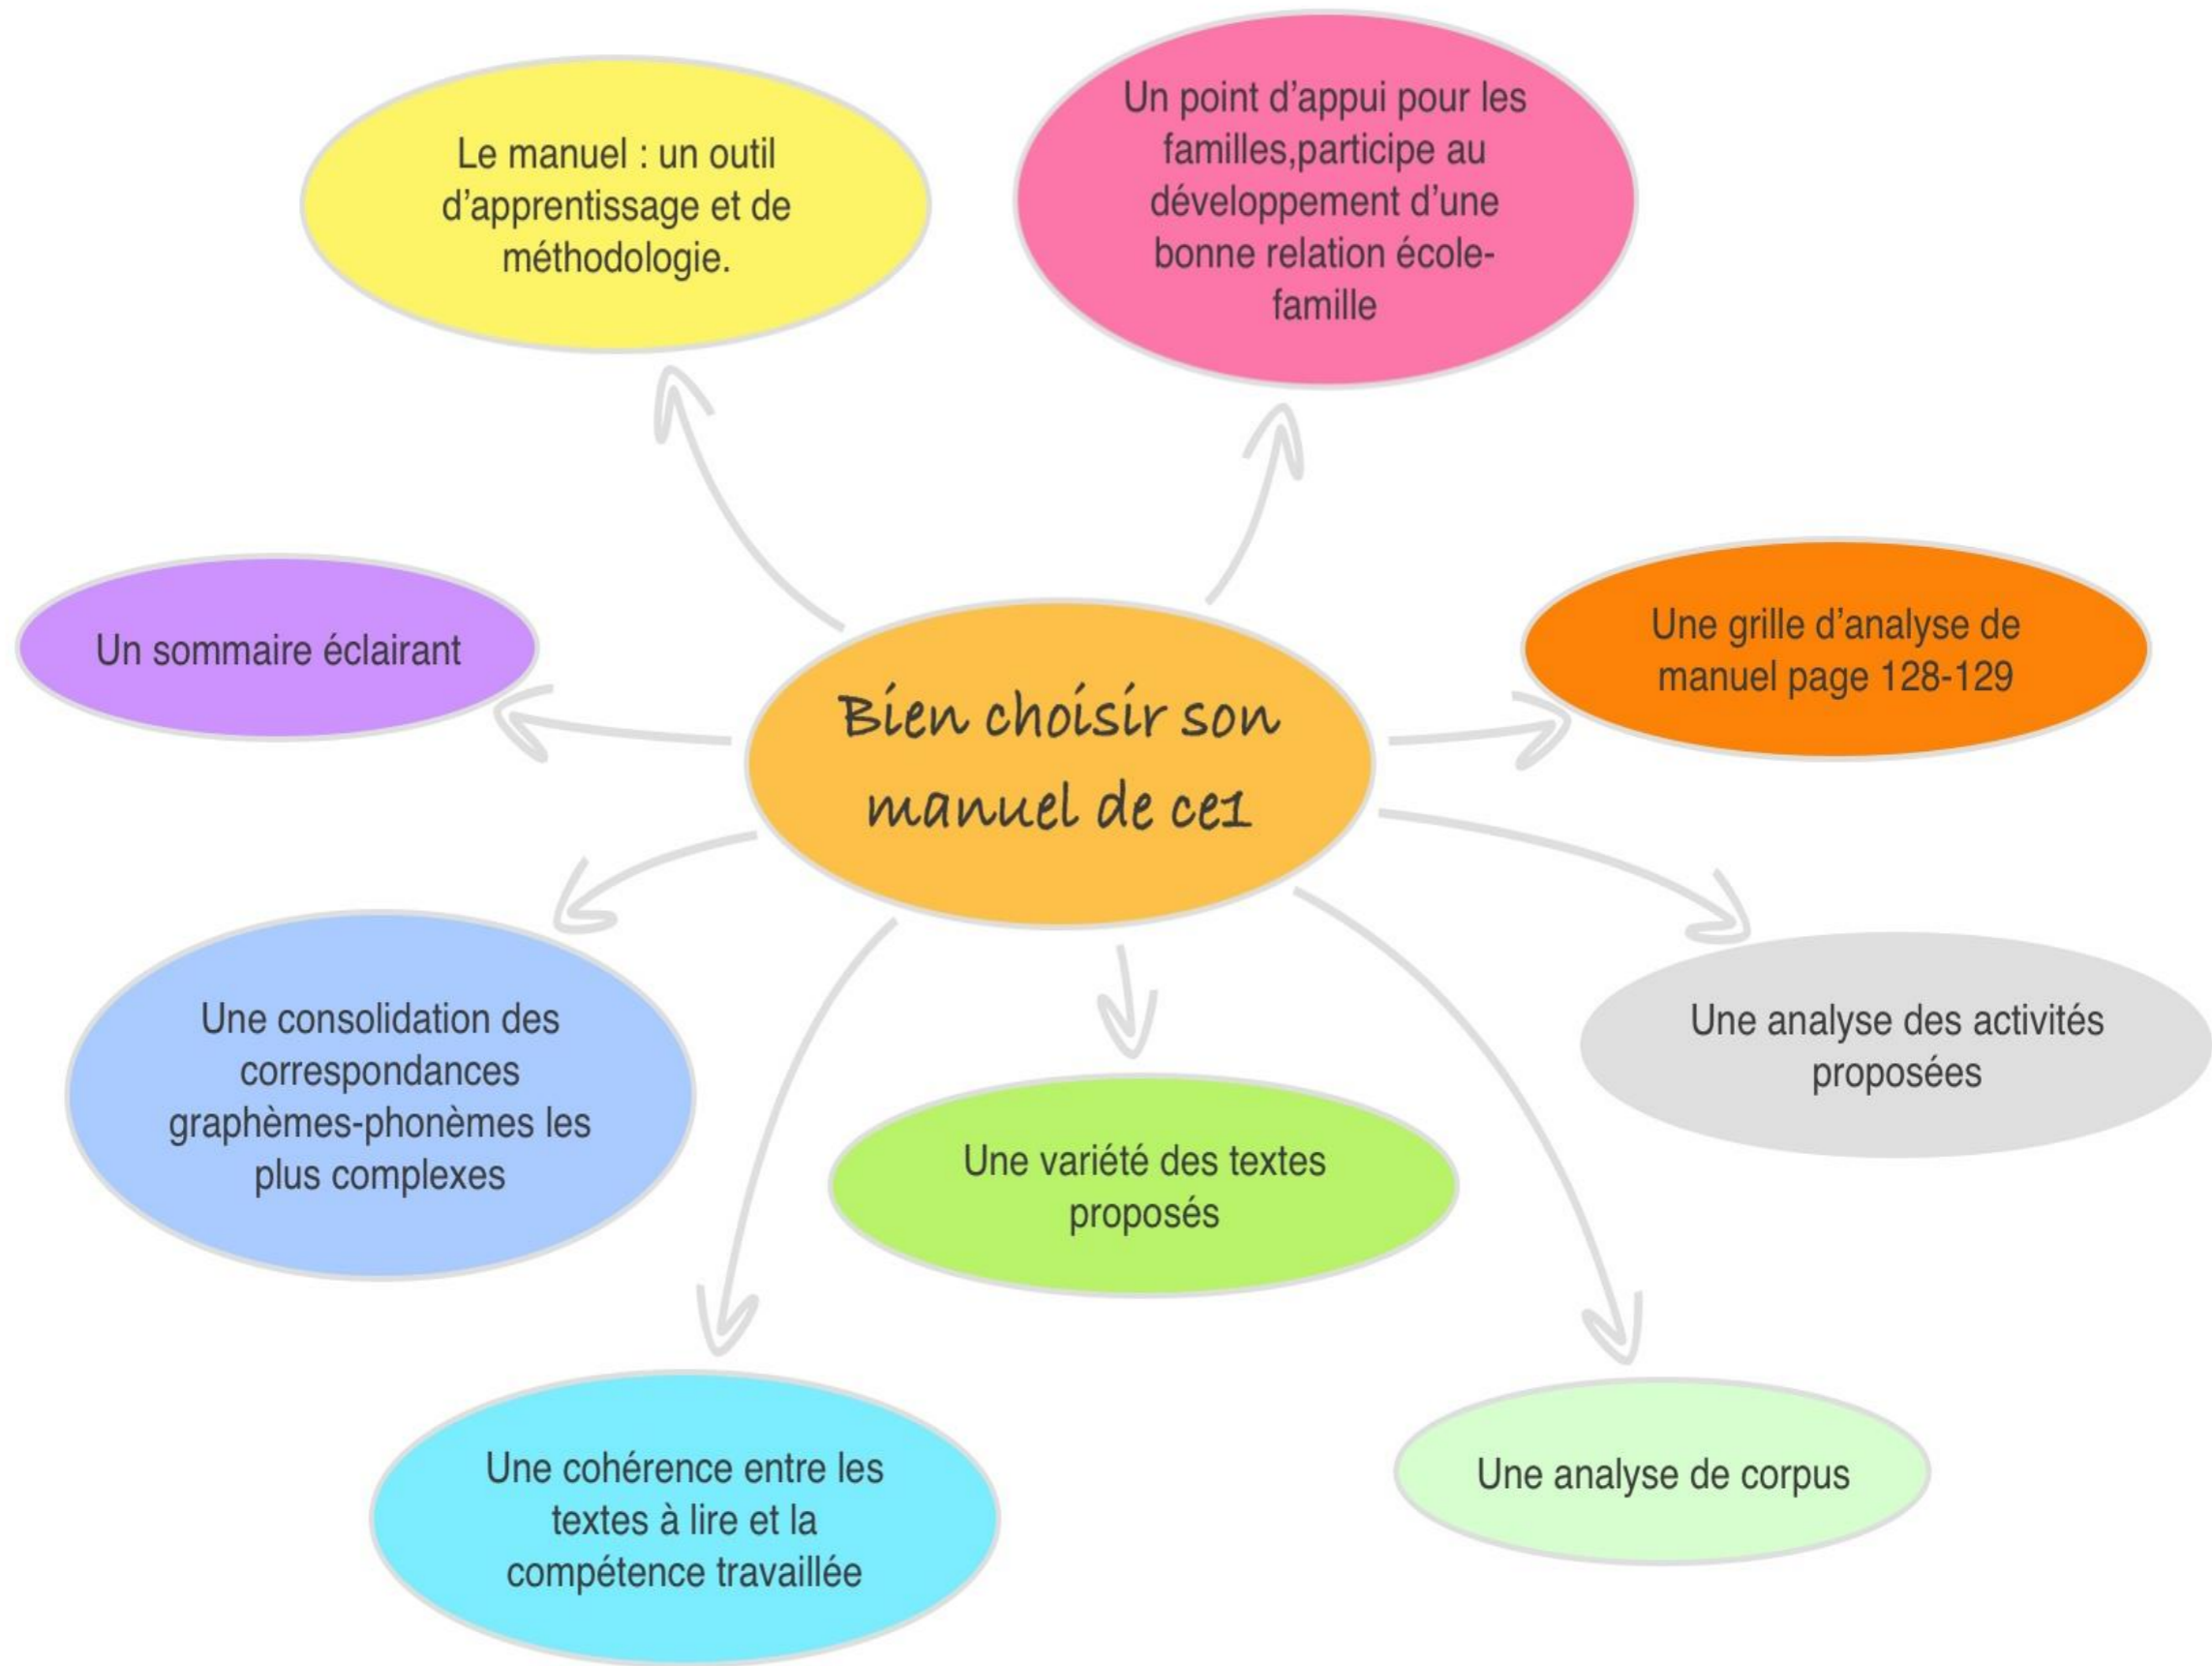 Le manuel : un outil
d'apprentissage et de
méthodologie.
Un point d'appui pour les
familles,participe au
développement d'une
bonne relation école-
famille
Un sommaire éclairant
Bien choisir son
manuel de ce1
Une grille d'analyse de
manuel page 128-129
Une consolidation des
correspondances
graphèmes-phonèmes les
plus complexes
Une variété des textes
proposés
Une analyse des activités
proposées
Une cohérence entre les
textes à lire et la
compétence travaillée
Une analyse de corpus